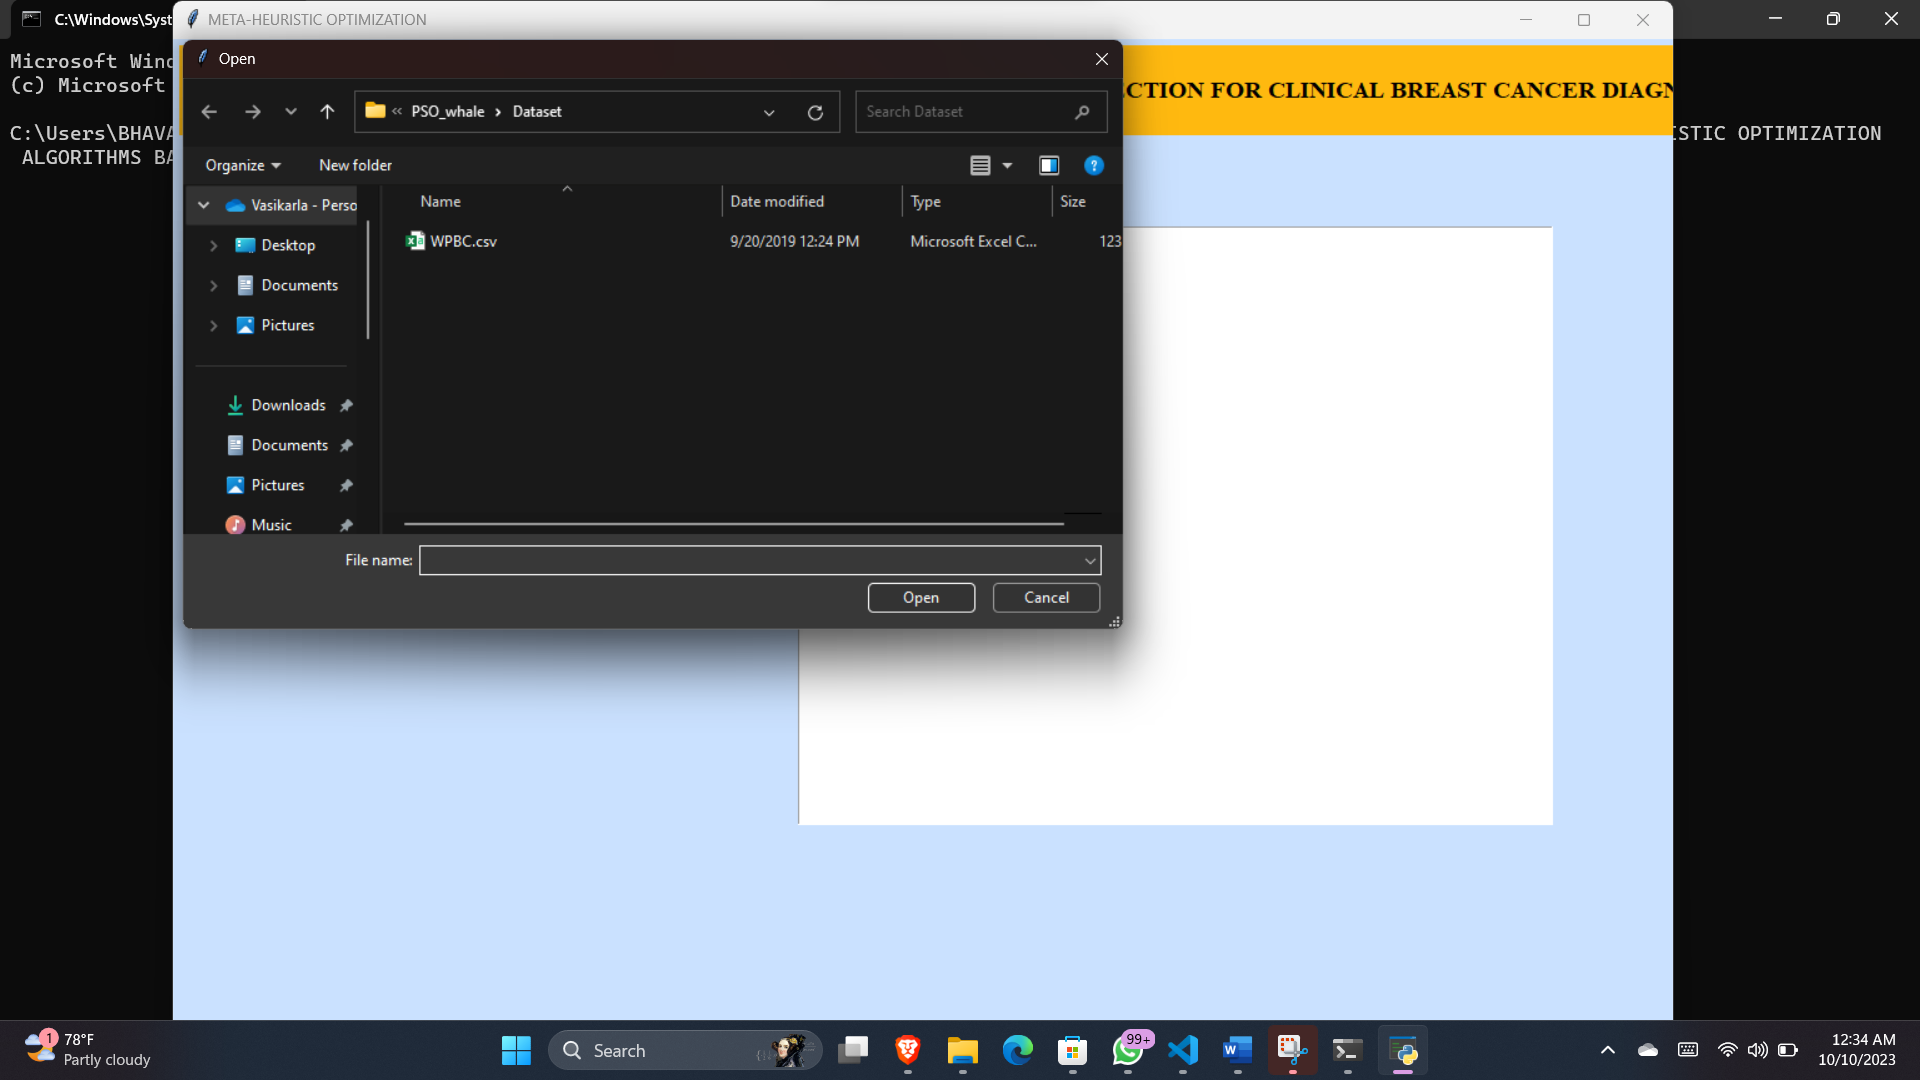 C:\Windows\Syst
META-HEURISTIC OPTIMIZATION
Microsoft Wind
(c) Microsoft
C:\Users\BHAVA
ALGORITHMS BA
ISTIC OPTIMIZATION
ECTION FOR CLINICAL BREAST CANCER DIAGN
Open
« PSO_whale > Dataset
Search Dataset
Organize
New folder
Vasikarla - Perso
Desktop
Documents
Pictures
Downloads
Documents
Pictures
Music
Name
Date modified
Type
Size
WPBC.csv
9/20/2019 12:24 PM
Microsoft Excel C...
123
File name:
Open
Cancel
1
78°F
Partly cloudy
Search
99+
12:34 AM
10/10/2023